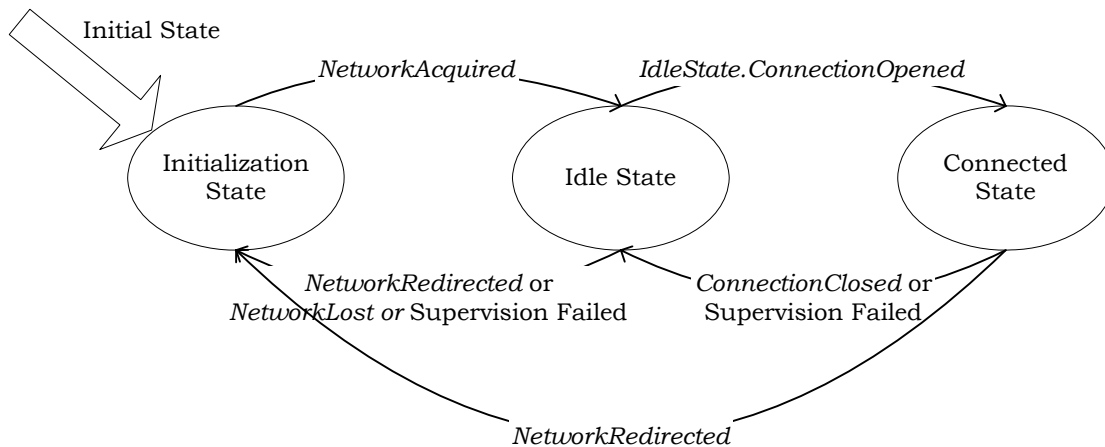 Initial State
NetworkAcquired
IdleState.ConnectionOpened
Initialization
State
Idle State
Connected
State
NetworkRedirected or
NetworkLost or Supervision Failed
ConnectionClosed or
Supervision Failed
NetworkRedirected